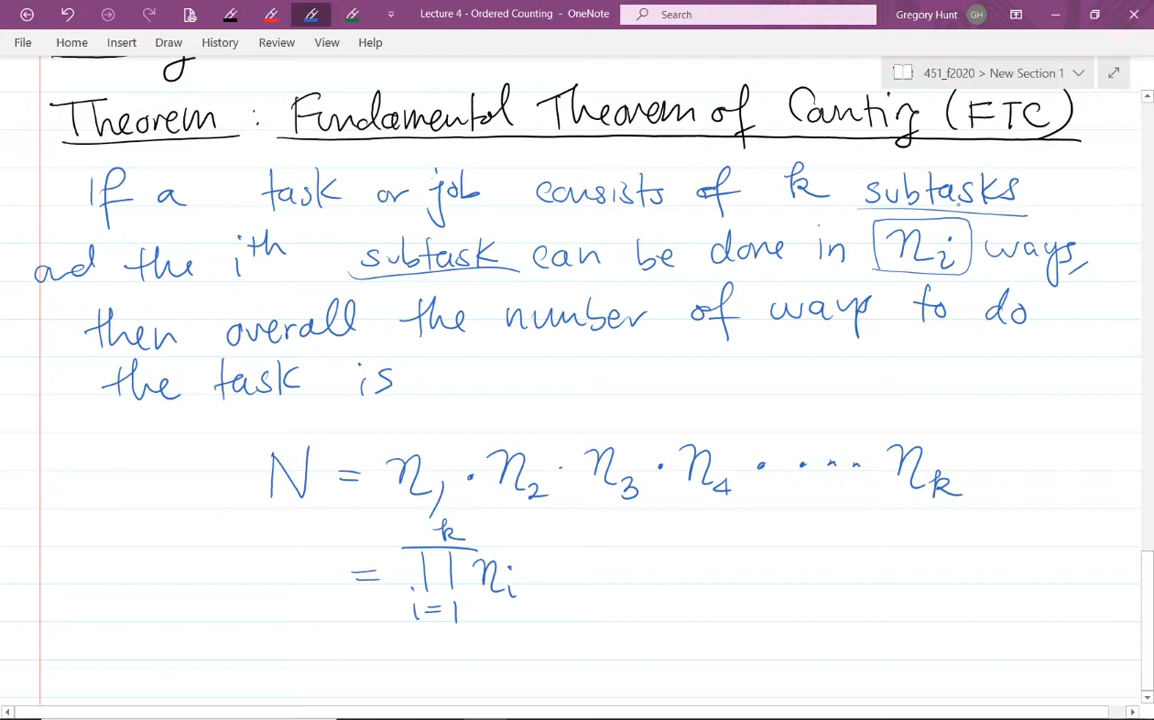 Lecture 4 - Ordered Counting - OneNote
Search
Gregory Hunt GH
File Home Insert Draw History Review View Help
451_f2020 > New Section 1
Theorem : Fundamental Theorem of Counting (FTC)
If a task or job consists of k subtasks
and the ith subtask can be done in ni ways,
then overall the number of ways to do
the task is
N = n1 · n2 · n3 · n4 · · ... nk
k
= ∏ ni
i=1